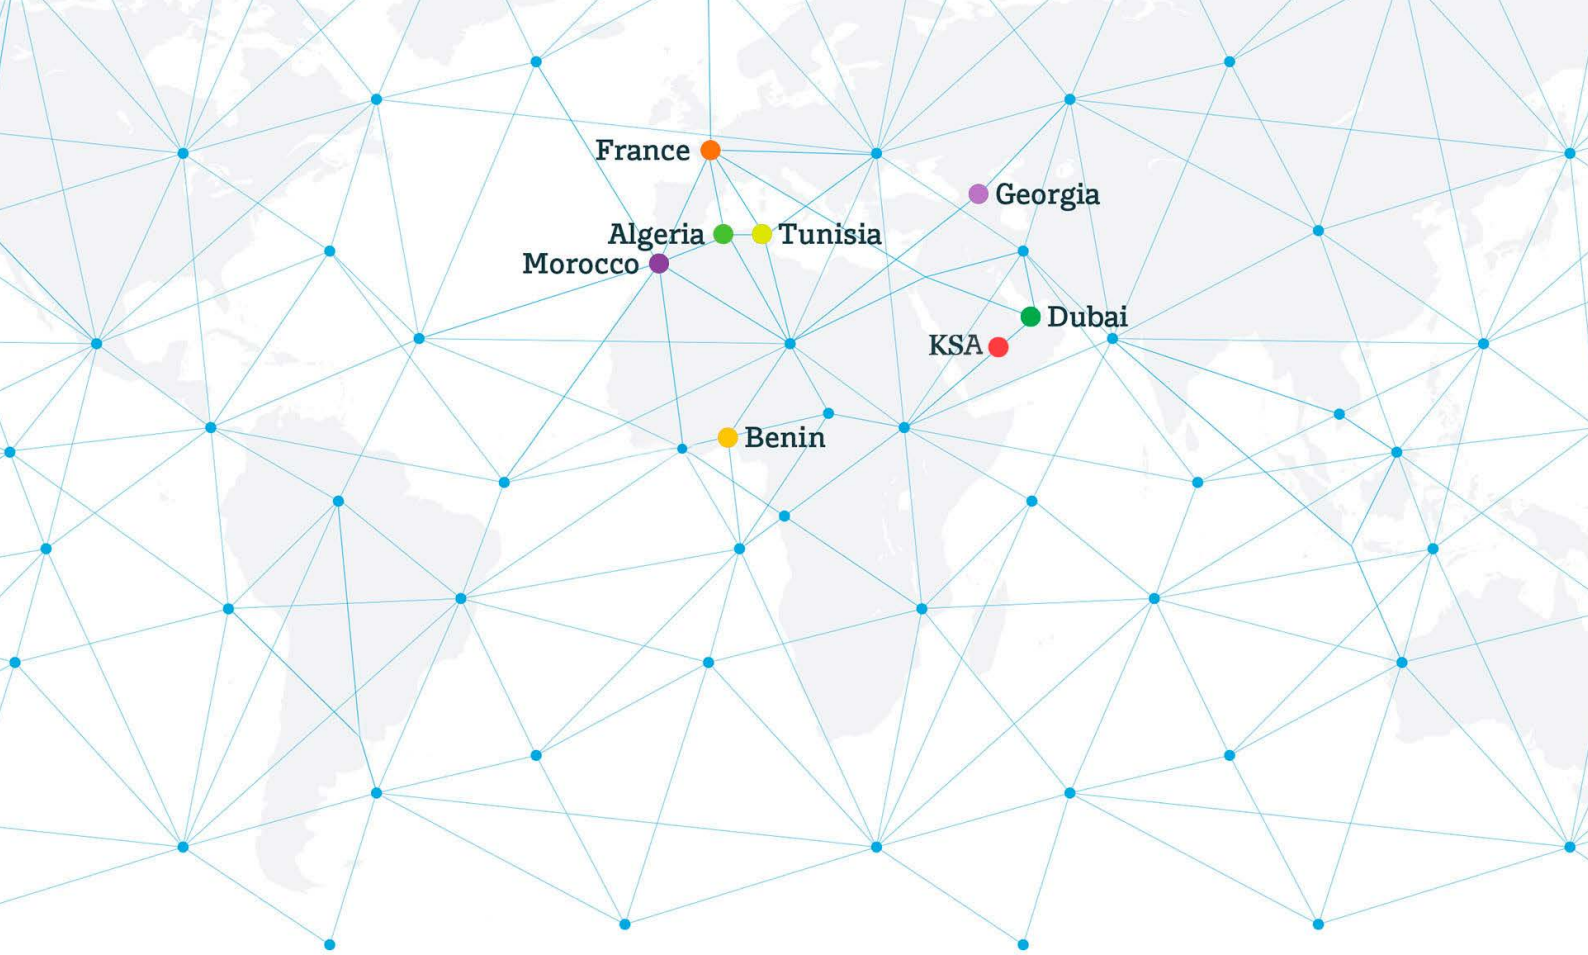 France
Georgia
Algeria
Tunisia
Morocco
Dubai
KSA
Benin